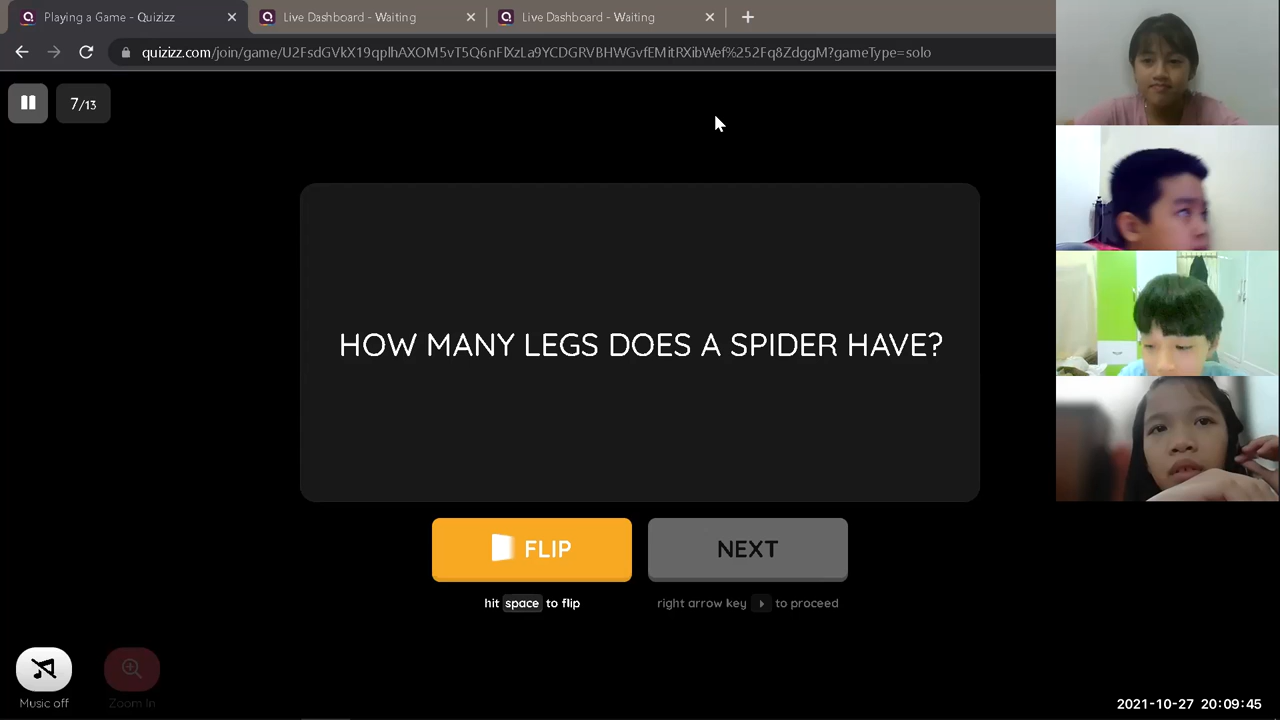 Playing a Game - Quizizz
Live Dashboard - Waiting
Live Dashboard - Waiting
quizizz.com/join/game/U2FsdGVkX19qplhAXOM5vT5Q6nFlXzLa9YCDGRVBHWGvfEMitRXibWef%252Fq8ZdggM?gameType=solo
7/13
HOW MANY LEGS DOES A SPIDER HAVE?
FLIP
NEXT
hit space to flip
right arrow key to proceed
Music off
Zoom In
2021-10-27 20:09:45